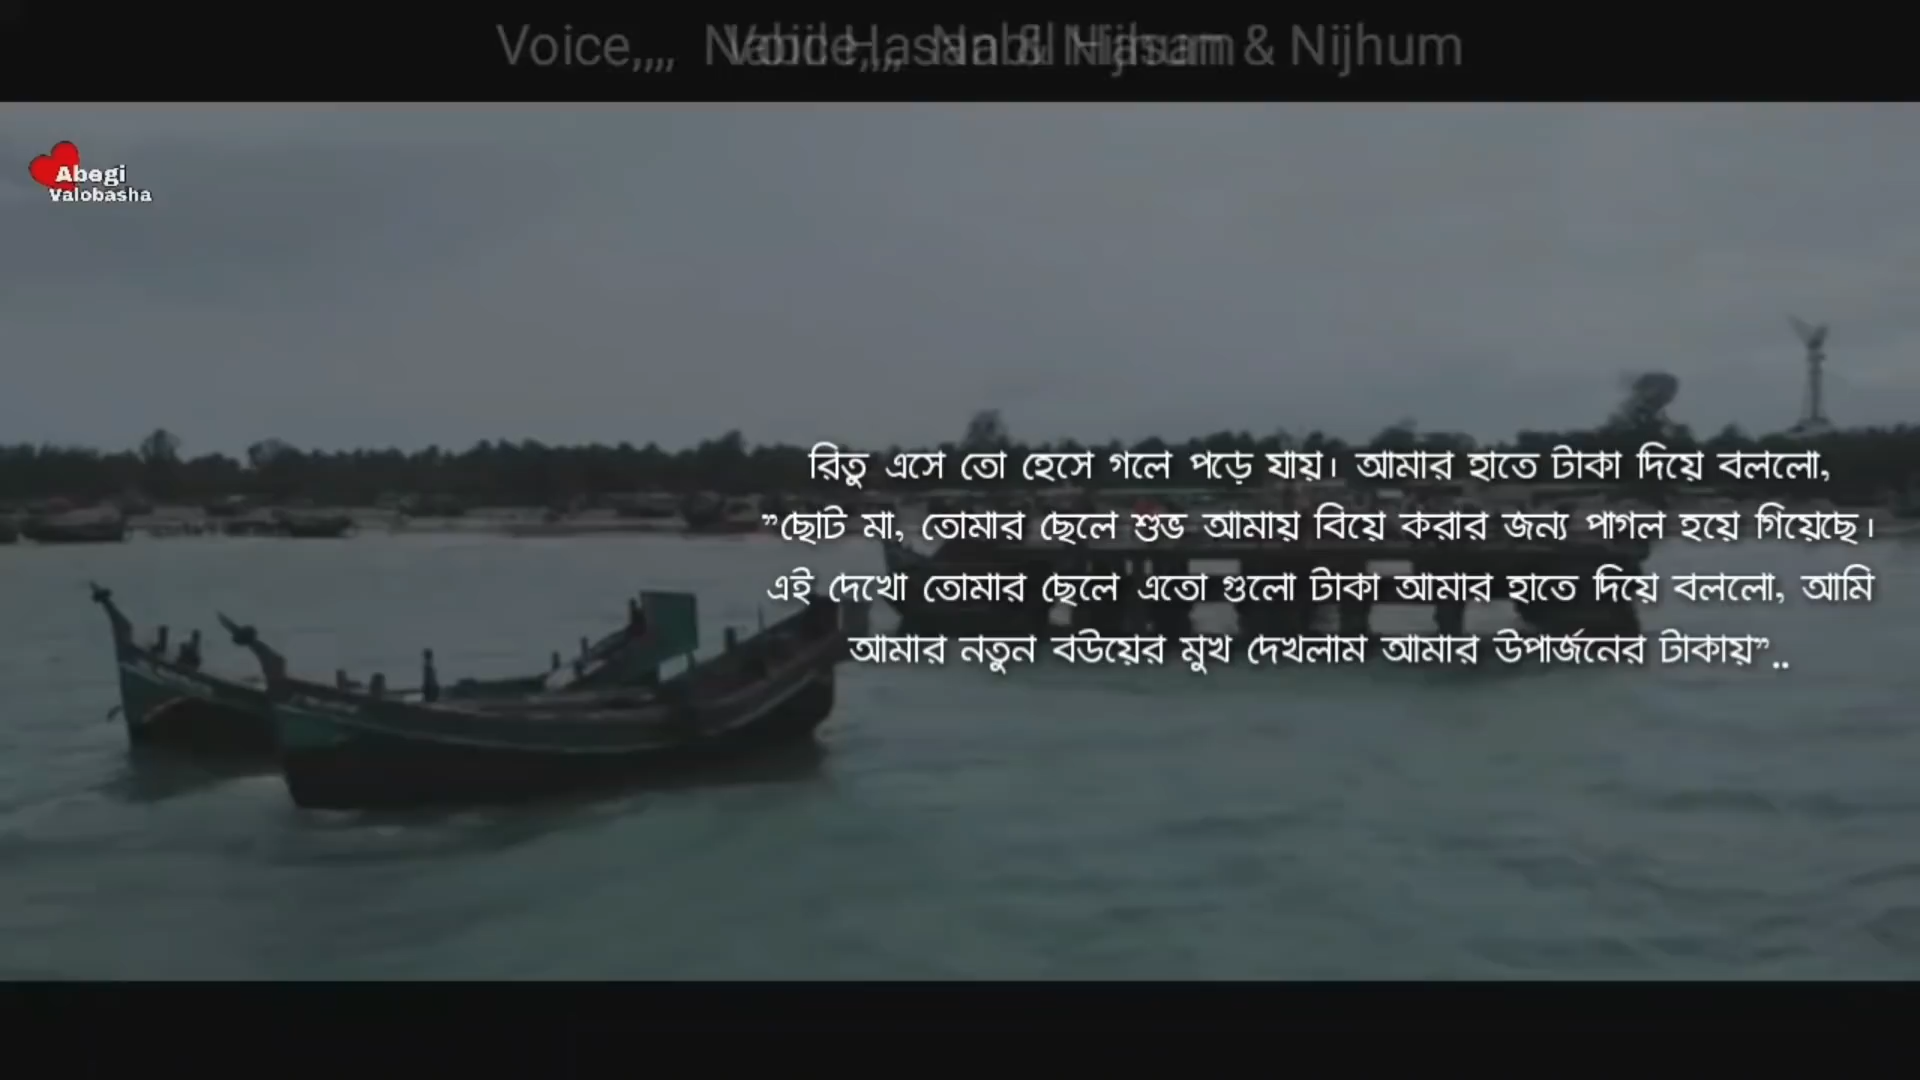 Voice,,,, Nabil Hasan & Nijhum
Abegi
Valobasha
রিতু এসে তো হেসে গলে পড়ে যায়। আমার হাতে টাকা দিয়ে বললো,
”ছোট মা, তোমার ছেলে শুভ আমায় বিয়ে করার জন্য পাগল হয়ে গিয়েছে।
এই দেখো তোমার ছেলে এতো গুলো টাকা আমার হাতে দিয়ে বললো, আমি
আমার নতুন বউয়ের মুখ দেখলাম আমার উপার্জনের টাকায়”..